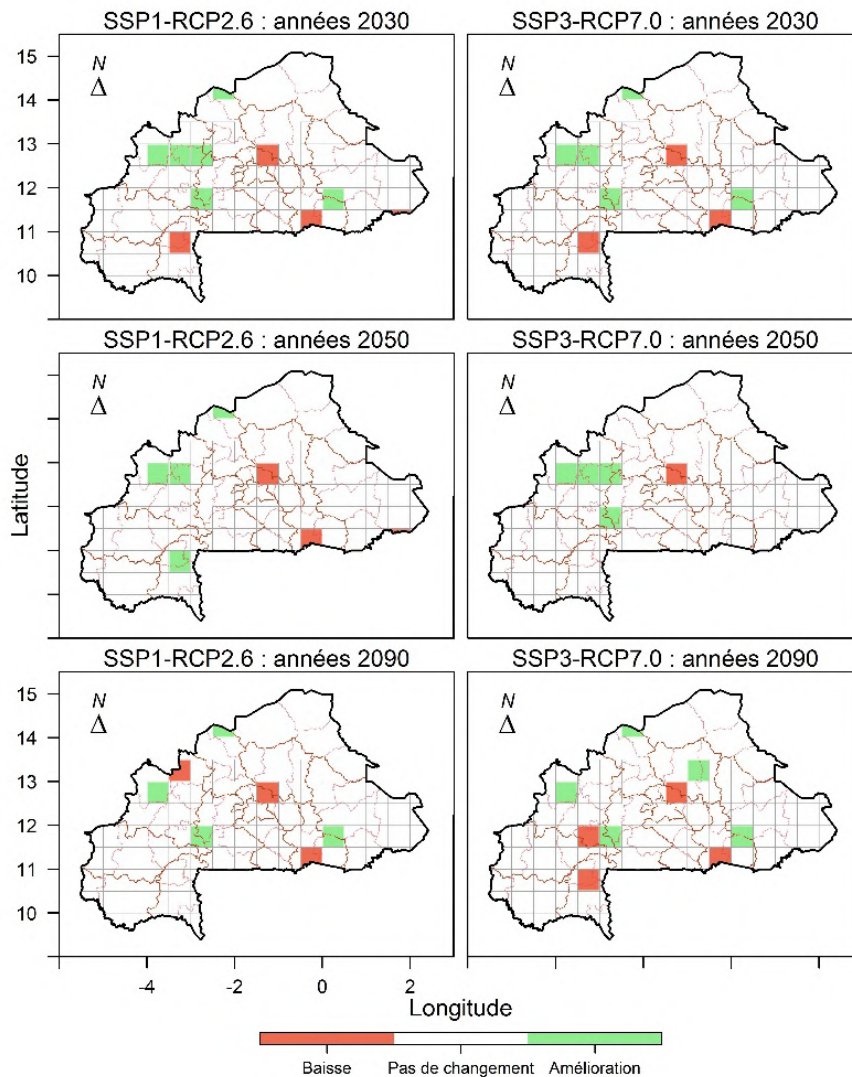 SSP1-RCP2.6 : années 2030
SSP3-RCP7.0 : années 2030
15
14
13
12
11
10
N
Δ
N
Δ
SSP1-RCP2.6 : années 2050
SSP3-RCP7.0 : années 2050
Latitude
N
Δ
N
Δ
SSP1-RCP2.6 : années 2090
SSP3-RCP7.0 : années 2090
15
14
13
12
11
10
N
Δ
N
Δ
-4 -2 0 2
Longitude
Baisse Pas de changement Amélioration